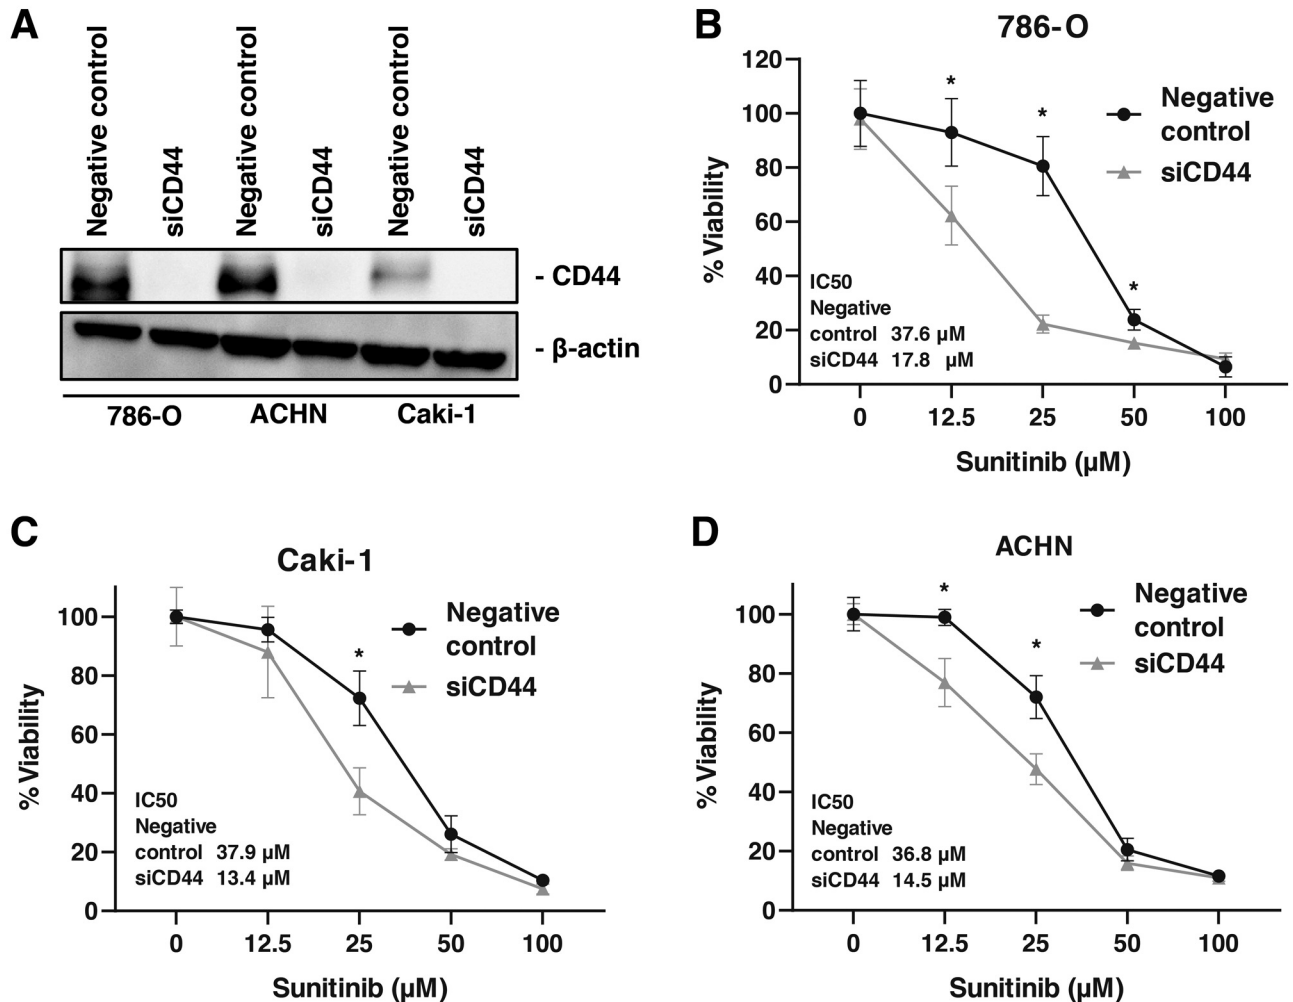 A
Negative control
siCD44
Negative control
siCD44
Negative control
siCD44
- CD44
- β-actin
786-O
ACHN
Caki-1
B
786-O
120
100
80
60
40
20
0
% Viability
*
*
*
Negative
control
siCD44
IC50
Negative
control 37.6 µM
siCD44 17.8 µM
0
12.5
25
50
100
Sunitinib (µM)
C
Caki-1
100
80
60
40
20
0
% Viability
*
Negative
control
siCD44
IC50
Negative
control 37.9 µM
siCD44 13.4 µM
0
12.5
25
50
100
Sunitinib (µM)
D
ACHN
100
80
60
40
20
0
% Viability
*
*
Negative
control
siCD44
IC50
Negative
control 36.8 µM
siCD44 14.5 µM
0
12.5
25
50
100
Sunitinib (µM)